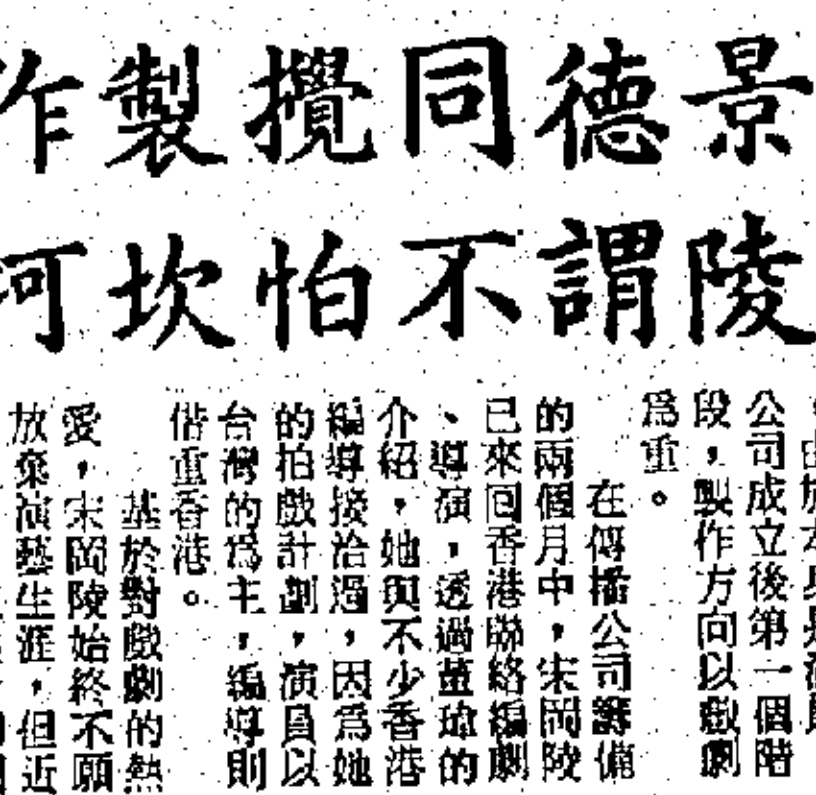 景德同攪製作
陵謂不怕坎坷
公司成立後第一個階
段，製作方向以戲劇
爲重。
在傳播公司籌備
的兩個月中，宋岡陵
已來回香港聯絡編劇
、導演，透過董瑋的
介紹，她與不少香港
編導接洽過，因爲她
的拍戲計劃，演員以
台灣的爲主，編導則
偕重香港。
基於對戲劇的熱
愛，宋岡陵始終不願
放棄演藝生涯，但近